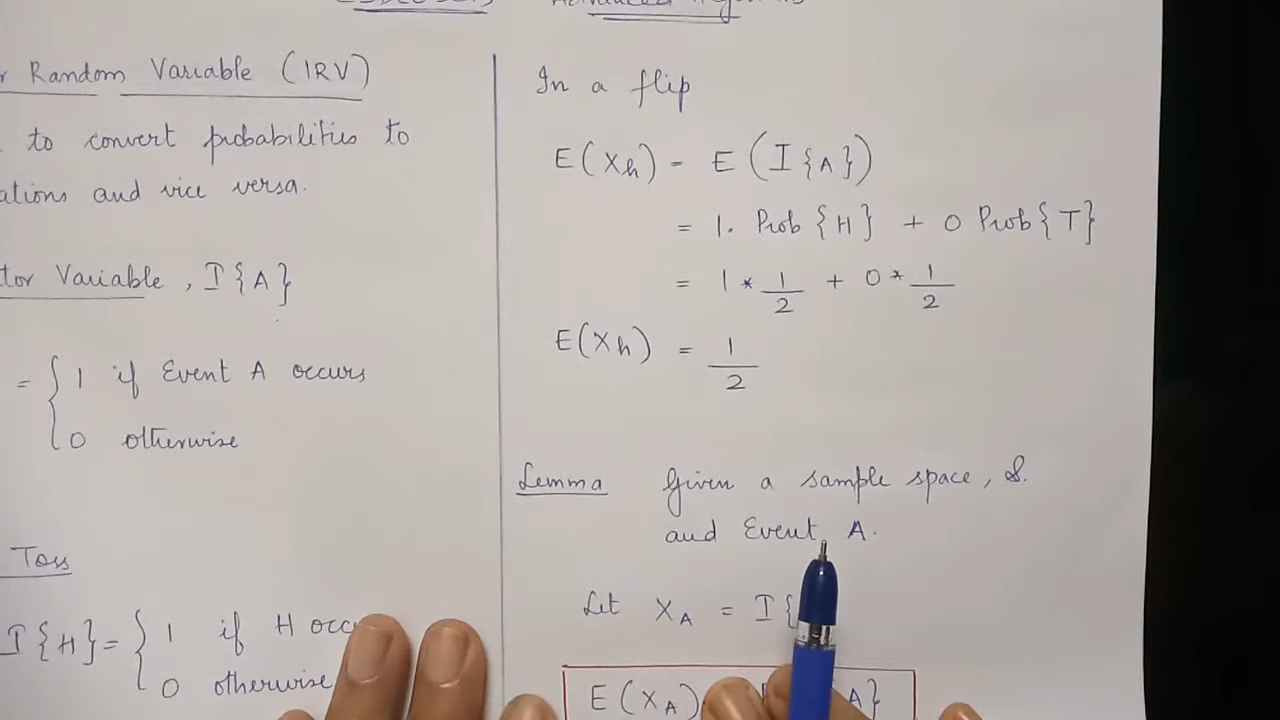 Random Variable (IRV)
to convert probabilities to
ations and vice versa.
tor Variable, I{A}
= { 1 if Event A occurs
0 otherwise
Toss
I{H} = { 1 if H occ
0 otherwise
In a flip
E(Xh) = E(I{A})
= 1. Prob{H} + 0 Prob{T}
= 1 * 1/2 + 0 * 1/2
E(Xh) = 1/2
Lemma Given a sample space, S.
and Event A.
Let X_A = I{
E(X_A) A}